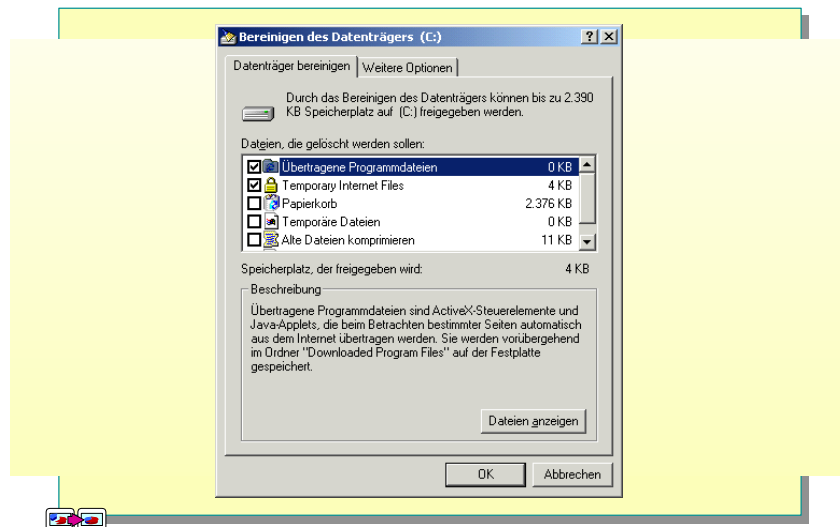 Bereinigen des Datenträgers (C:)
Datenträger bereinigen
Weitere Optionen
Durch das Bereinigen des Datenträgers können bis zu 2.390
KB Speicherplatz auf (C:) freigegeben werden.
Dateien, die gelöscht werden sollen:
Übertragene Programmdateien 0 KB
Temporary Internet Files 4 KB
Papierkorb 2.376 KB
Temporäre Dateien 0 KB
Alte Dateien komprimieren 11 KB
Speicherplatz, der freigegeben wird: 4 KB
Beschreibung
Übertragene Programmdateien sind ActiveX-Steuerelemente und
Java-Applets, die beim Betrachten bestimmter Seiten automatisch
aus dem Internet übertragen werden. Sie werden vorübergehend
im Ordner "Downloaded Program Files" auf der Festplatte
gespeichert.
Dateien anzeigen
OK Abbrechen